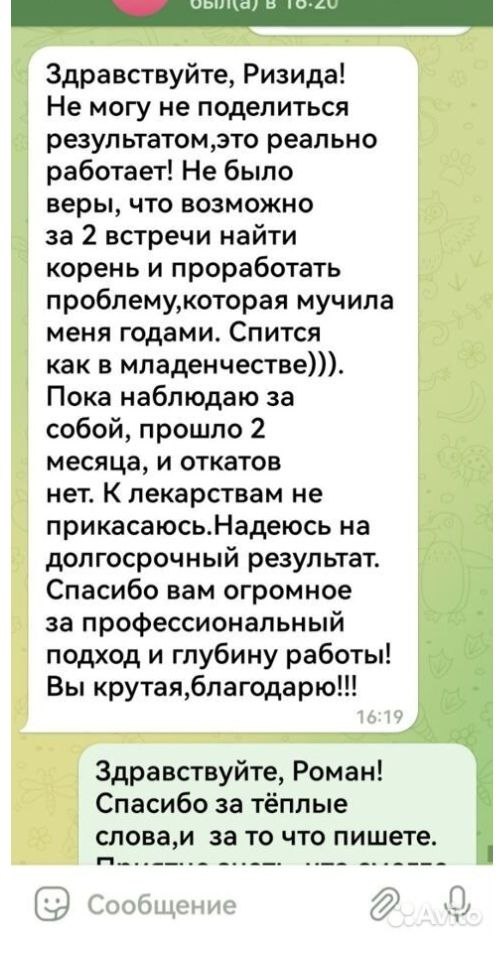 был(а) в 16:20
Здравствуйте, Ризида!
Не могу не поделиться
результатом,это реально
работает! Не было
веры, что возможно
за 2 встречи найти
корень и проработать
проблему,которая мучила
меня годами. Спится
как в младенчестве))).
Пока наблюдаю за
собой, прошло 2
месяца, и откатов
нет. К лекарствам не
прикасаюсь.Надеюсь на
долгосрочный результат.
Спасибо вам огромное
за профессиональный
подход и глубину работы!
Вы крутая,благодарю!!!
16:19
Здравствуйте, Роман!
Спасибо за тёплые
слова,и за то что пишете.
Сообщение
Avito